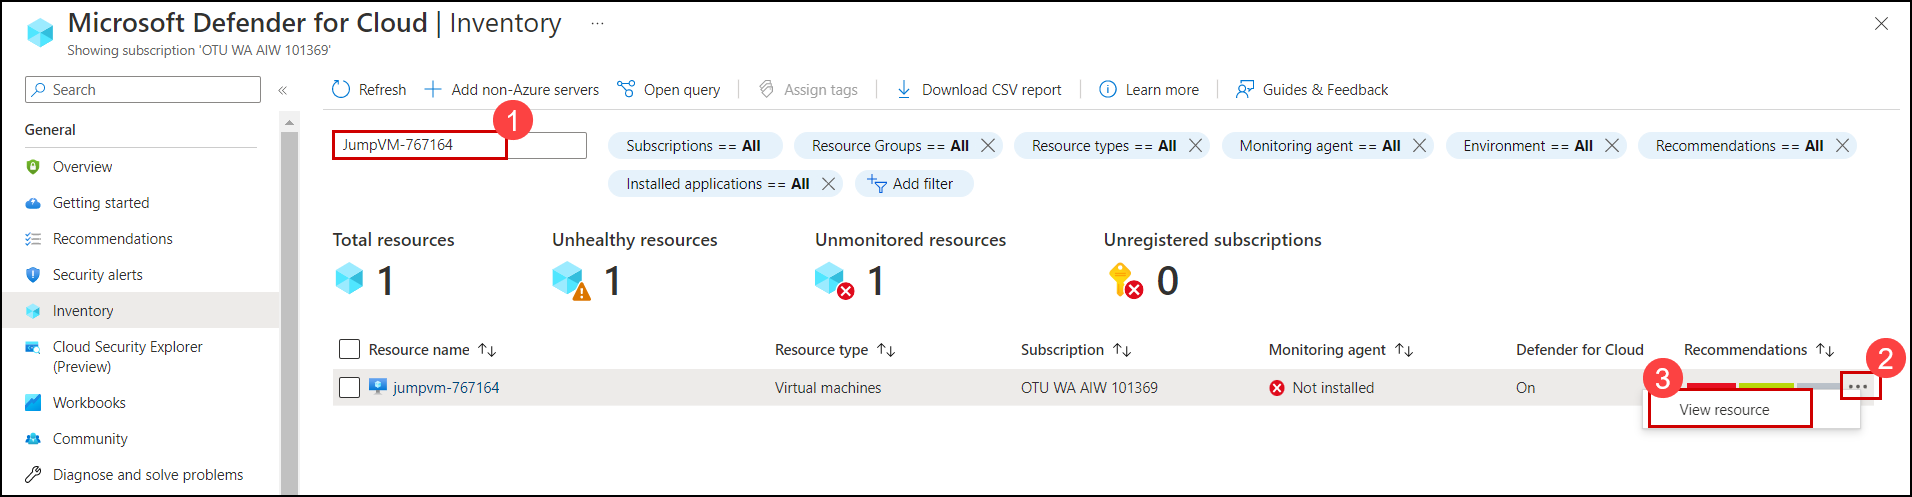 Microsoft Defender for Cloud | Inventory ...
Showing subscription 'OTU WA AIW 101369'
Search
«
Refresh
Add non-Azure servers
Open query
Assign tags
Download CSV report
Learn more
Guides & Feedback
General
Overview
Getting started
Recommendations
Security alerts
Inventory
Cloud Security Explorer
(Preview)
Workbooks
Community
Diagnose and solve problems
JumpVM-767164
1
Subscriptions == All
Resource Groups == All
Resource types == All
Monitoring agent == All
Environment == All
Recommendations == All
Installed applications == All
Add filter
Total resources
1
Unhealthy resources
1
Unmonitored resources
1
Unregistered subscriptions
0
Resource name
Resource type
Subscription
Monitoring agent
Defender for Cloud
Recommendations
2
jumpvm-767164
Virtual machines
OTU WA AIW 101369
Not installed
On
...
3
View resource